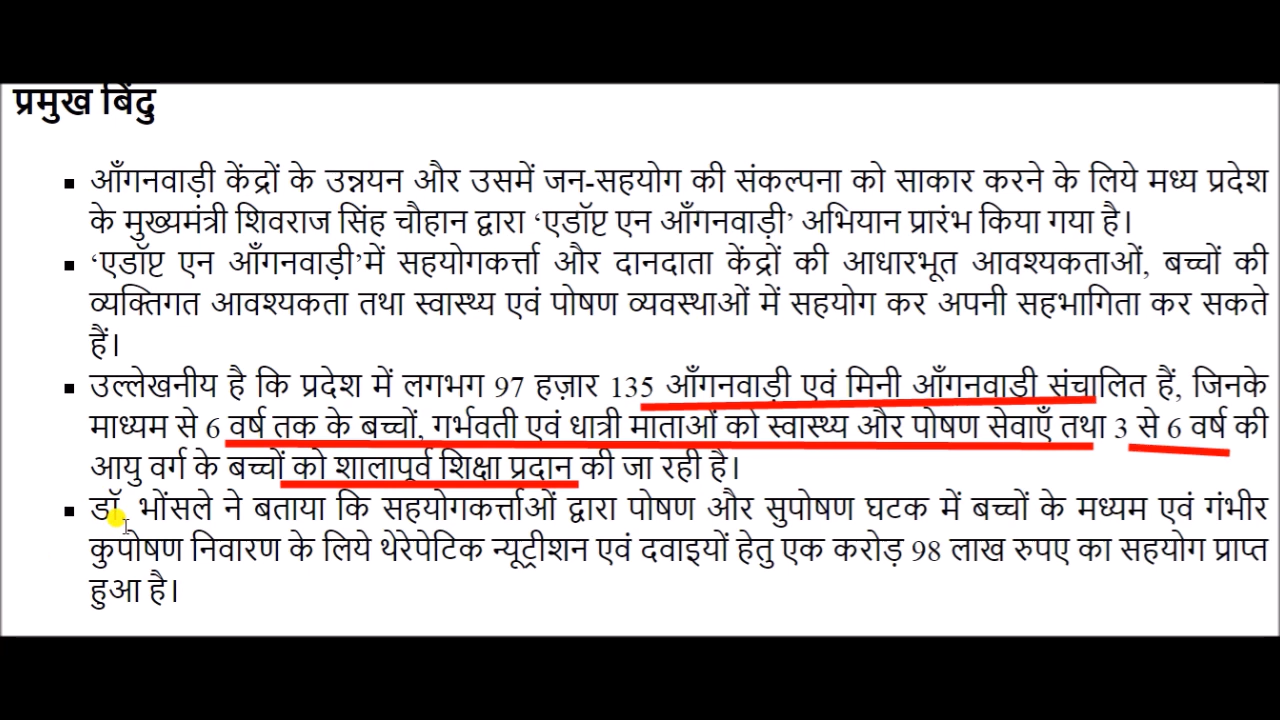 प्रमुख बिंदु
▪ आँगनवाड़ी केंद्रों के उन्नयन और उसमें जन-सहयोग की संकल्पना को साकार करने के लिये मध्य प्रदेश
के मुख्यमंत्री शिवराज सिंह चौहान द्वारा ‘एडॉप्ट एन आँगनवाड़ी’ अभियान प्रारंभ किया गया है।
▪ ‘एडॉप्ट एन आँगनवाड़ी’में सहयोगकर्त्ता और दानदाता केंद्रों की आधारभूत आवश्यकताओं, बच्चों की
व्यक्तिगत आवश्यकता तथा स्वास्थ्य एवं पोषण व्यवस्थाओं में सहयोग कर अपनी सहभागिता कर सकते
हैं।
▪ उल्लेखनीय है कि प्रदेश में लगभग 97 हज़ार 135 आँगनवाड़ी एवं मिनी आँगनवाड़ी संचालित हैं, जिनके
माध्यम से 6 वर्ष तक के बच्चों, गर्भवती एवं धात्री माताओं को स्वास्थ्य और पोषण सेवाएँ तथा 3 से 6 वर्ष की
आयु वर्ग के बच्चों को शालापूर्व शिक्षा प्रदान की जा रही है।
▪ डॉ. भोंसले ने बताया कि सहयोगकर्त्ताओं द्वारा पोषण और सुपोषण घटक में बच्चों के मध्यम एवं गंभीर
कुपोषण निवारण के लिये थेरेपेटिक न्यूट्रीशन एवं दवाइयों हेतु एक करोड़ 98 लाख रुपए का सहयोग प्राप्त
हुआ है।